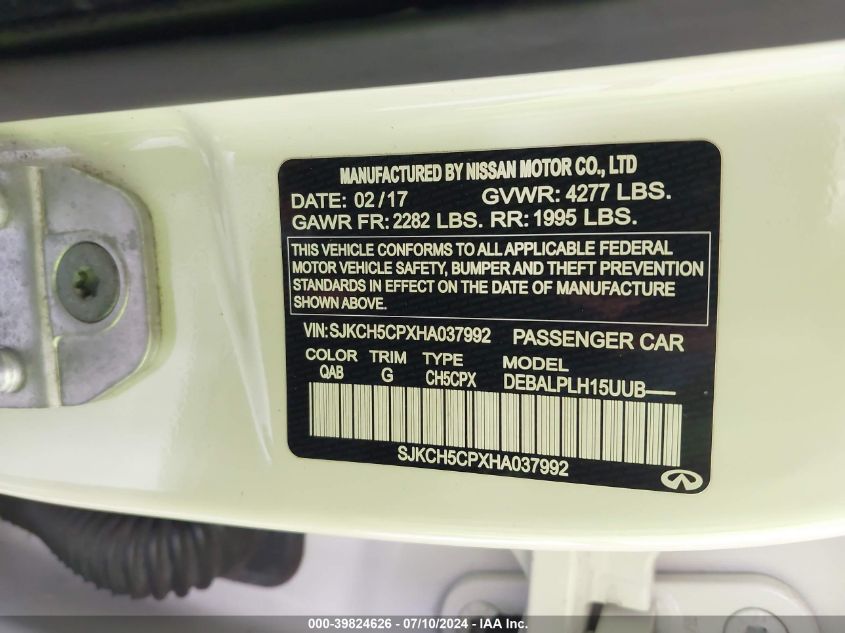 MANUFACTURED BY NISSAN MOTOR CO., LTD
DATE: 02/17 GVWR: 4277 LBS.
GAWR FR: 2282 LBS. RR: 1995 LBS.
THIS VEHICLE CONFORMS TO ALL APPLICABLE FEDERAL
MOTOR VEHICLE SAFETY, BUMPER AND THEFT PREVENTION
STANDARDS IN EFFECT ON THE DATE OF MANUFACTURE
SHOWN ABOVE.
VIN: SJKCH5CPXHA037992 PASSENGER CAR
COLOR TRIM TYPE MODEL
QAB G CH5CPX DEBALPLH15UUB—
SJKCH5CPXHA037992
000-39824626 - 07/10/2024 - IAA Inc.